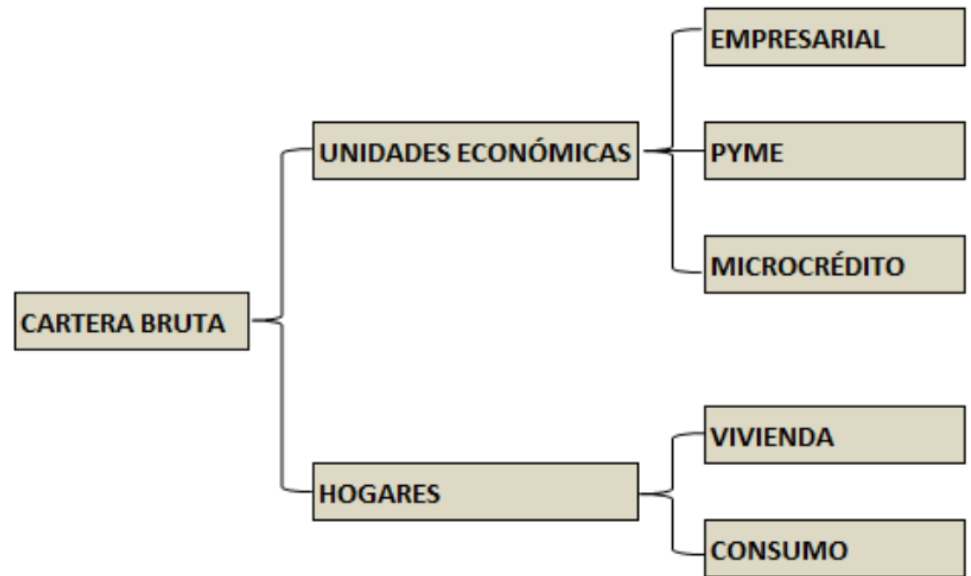 EMPRESARIAL
UNIDADES ECONÓMICAS
PYME
MICROCRÉDITO
CARTERA BRUTA
VIVIENDA
HOGARES
CONSUMO